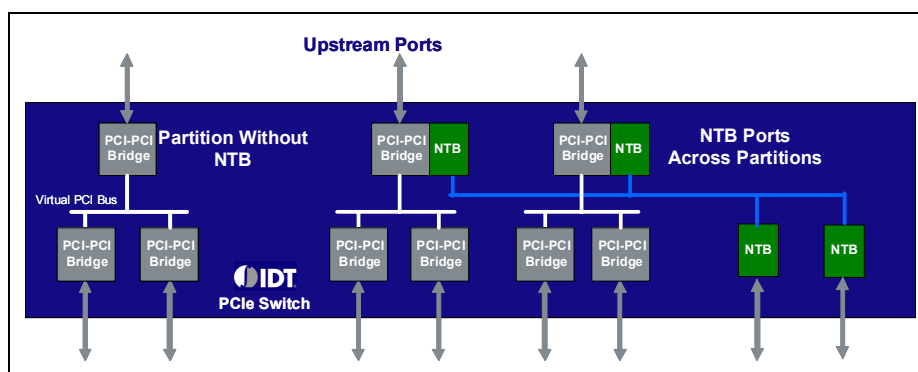 Upstream Ports
PCI-PCI
Bridge
Partition Without
NTB
PCI-PCI
Bridge
NTB
PCI-PCI
Bridge
NTB
NTB Ports
Across Partitions
Virtual PCI Bus
PCI-PCI
Bridge
PCI-PCI
Bridge
PCI-PCI
Bridge
PCI-PCI
Bridge
PCI-PCI
Bridge
PCI-PCI
Bridge
NTB
NTB
IDT
PCIe Switch